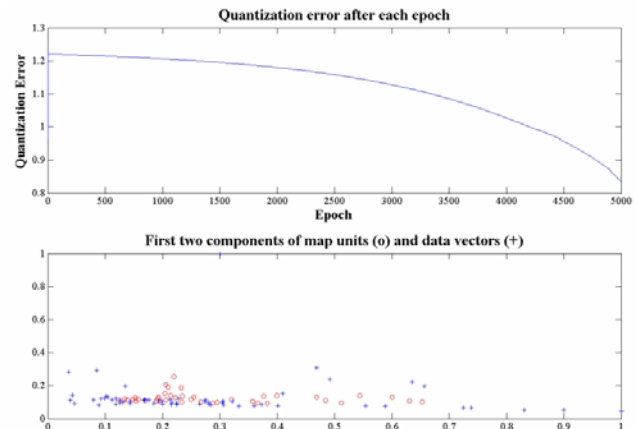 Quantization error after each epoch
1.3
1.2
1.1
1
0.9
0.8
Quantization Error
0 500 1000 1500 2000 2500 3000 3500 4000 4500 5000
Epoch
First two components of map units (o) and data vectors (+)
1
0.8
0.6
0.4
0.2
0
0 0.1 0.2 0.3 0.4 0.5 0.6 0.7 0.8 0.9 1